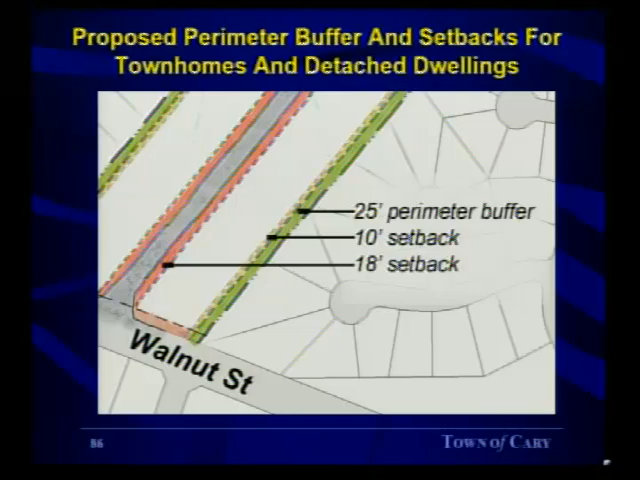 Proposed Perimeter Buffer And Setbacks For
Townhomes And Detached Dwellings
25' perimeter buffer
10' setback
18' setback
Walnut St
86
TOWN of CARY